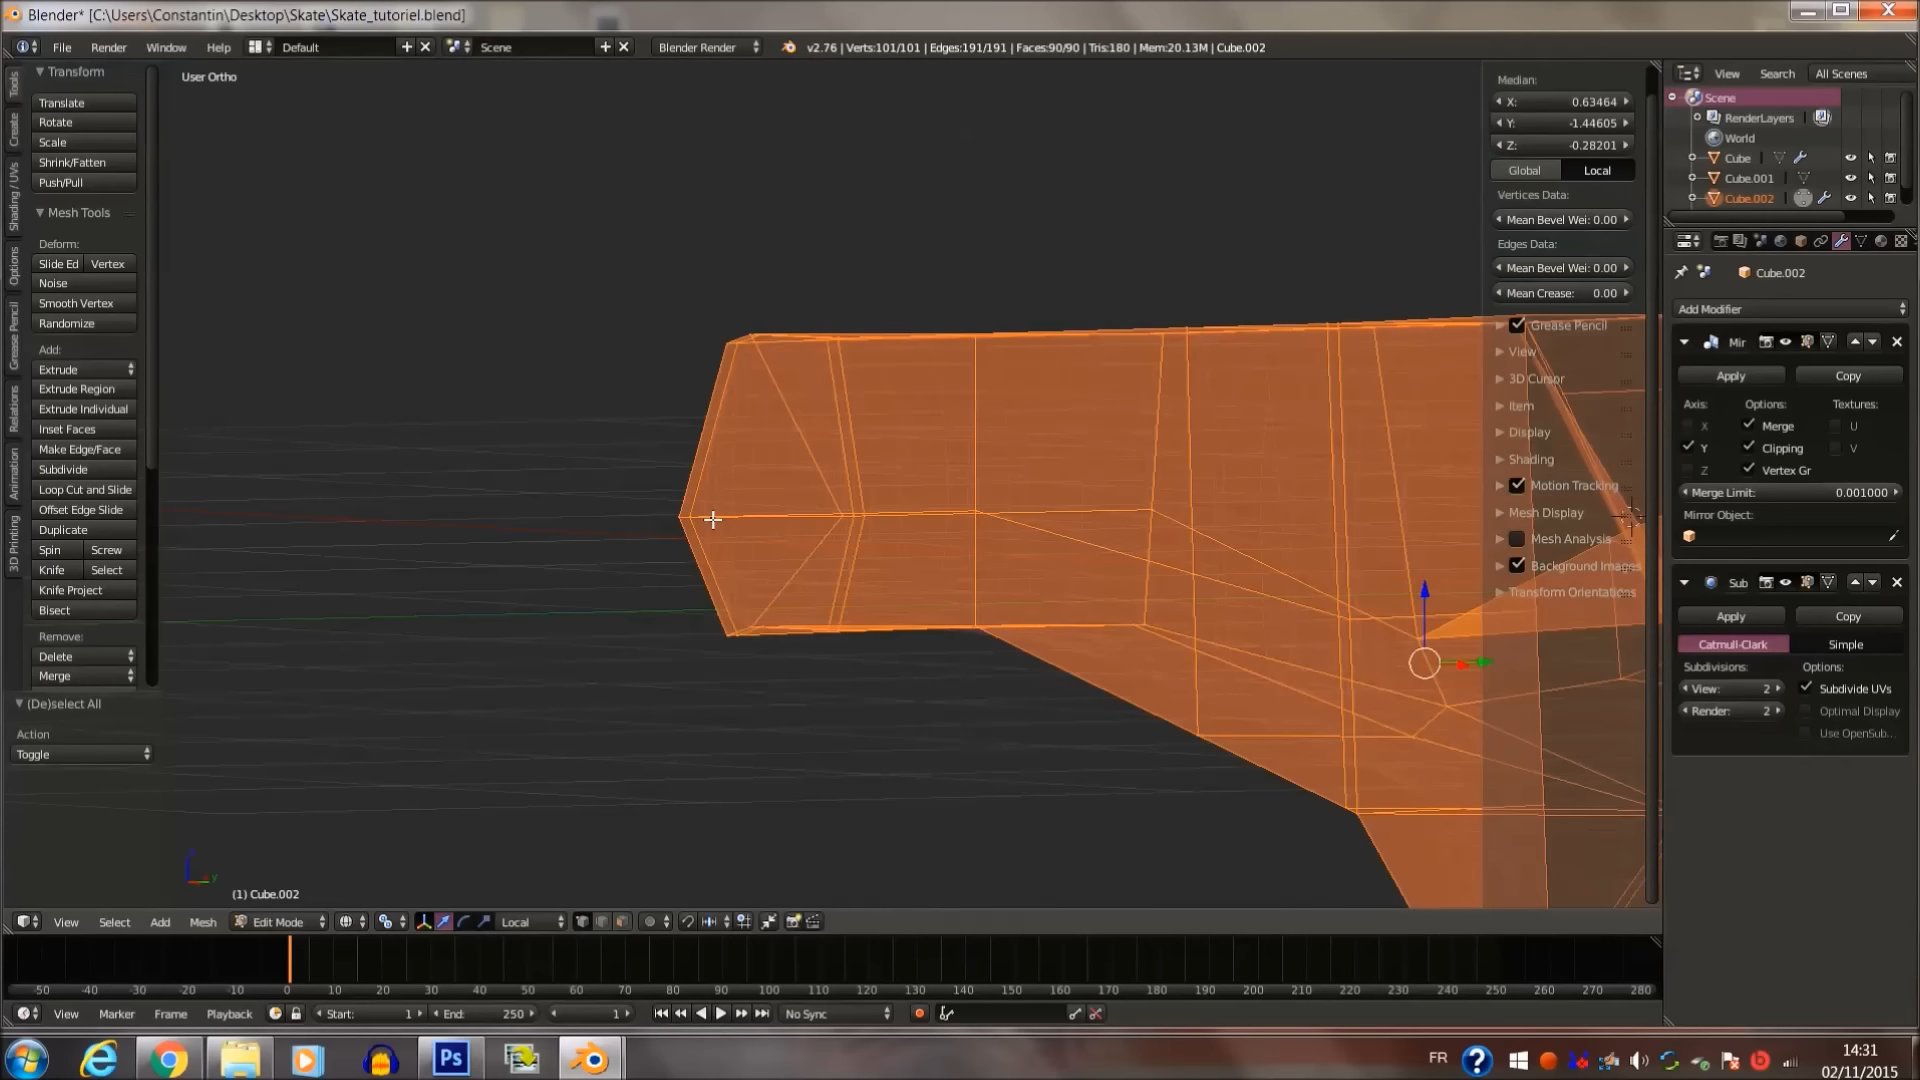 Blender* [C:\Users\Constantin\Desktop\Skate\Skate_tutoriel.blend]
File Render Window Help Default Scene Blender Render v2.76 | Verts:101/101 | Edges:191/191 | Faces:90/90 | Tris:180 | Mem:20.13M | Cube.002
Tools
Create
Shading / UVs
Options
Grease Pencil
Relations
Animation
3D Printing
Transform
Translate
Rotate
Scale
Shrink/Fatten
Push/Pull
Mesh Tools
Deform:
Slide Ed Vertex
Noise
Smooth Vertex
Randomize
Add:
Extrude
Extrude Region
Extrude Individual
Inset Faces
Make Edge/Face
Subdivide
Loop Cut and Slide
Offset Edge Slide
Duplicate
Spin Screw
Knife Select
Knife Project
Bisect
Remove:
Delete
Merge
(De)select All
Action
Toggle
User Ortho
(1) Cube.002
Median:
X: 0.63464
Y: -1.44605
Z: -0.28201
Global Local
Vertices Data:
Mean Bevel Wei: 0.00
Edges Data:
Mean Bevel Wei: 0.00
Mean Crease: 0.00
Grease Pencil
View
3D Cursor
Item
Display
Shading
Motion Tracking
Mesh Display
Mesh Analysis
Background Images
Transform Orientations
View Search All Scenes
Scene
RenderLayers
World
Cube
Cube.001
Cube.002
Cube.002
Add Modifier
Mir
Apply Copy
Axis: Options: Textures:
X Merge U
Y Clipping V
Z Vertex Gr
Merge Limit: 0.001000
Mirror Object:
Sub
Apply Copy
Catmull-Clark Simple
Subdivisions: Options:
View: 2 Subdivide UVs
Render: 2 Optimal Display
Use OpenSub...
View Select Add Mesh Edit Mode Local
-50 -40 -30 -20 -10 0 10 20 30 40 50 60 70 80 90 100 110 120 130 140 150 160 170 180 190 200 210 220 230 240 250 260 270 280
View Marker Frame Playback Start: 1 End: 250 1 No Sync
Ps
FR
14:31
02/11/2015